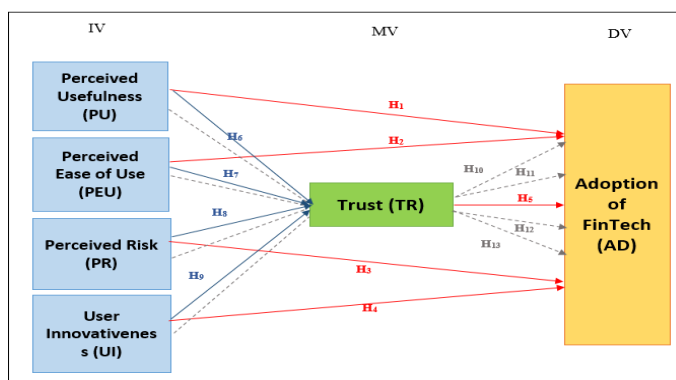 IV
MV
DV
Perceived
Usefulness
(PU)
Perceived
Ease of Use
(PEU)
Perceived Risk
(PR)
User
Innovativenes
s (UI)
Trust (TR)
Adoption
of
FinTech
(AD)
H1
H2
H3
H4
H5
H6
H7
H8
H9
H10
H11
H12
H13